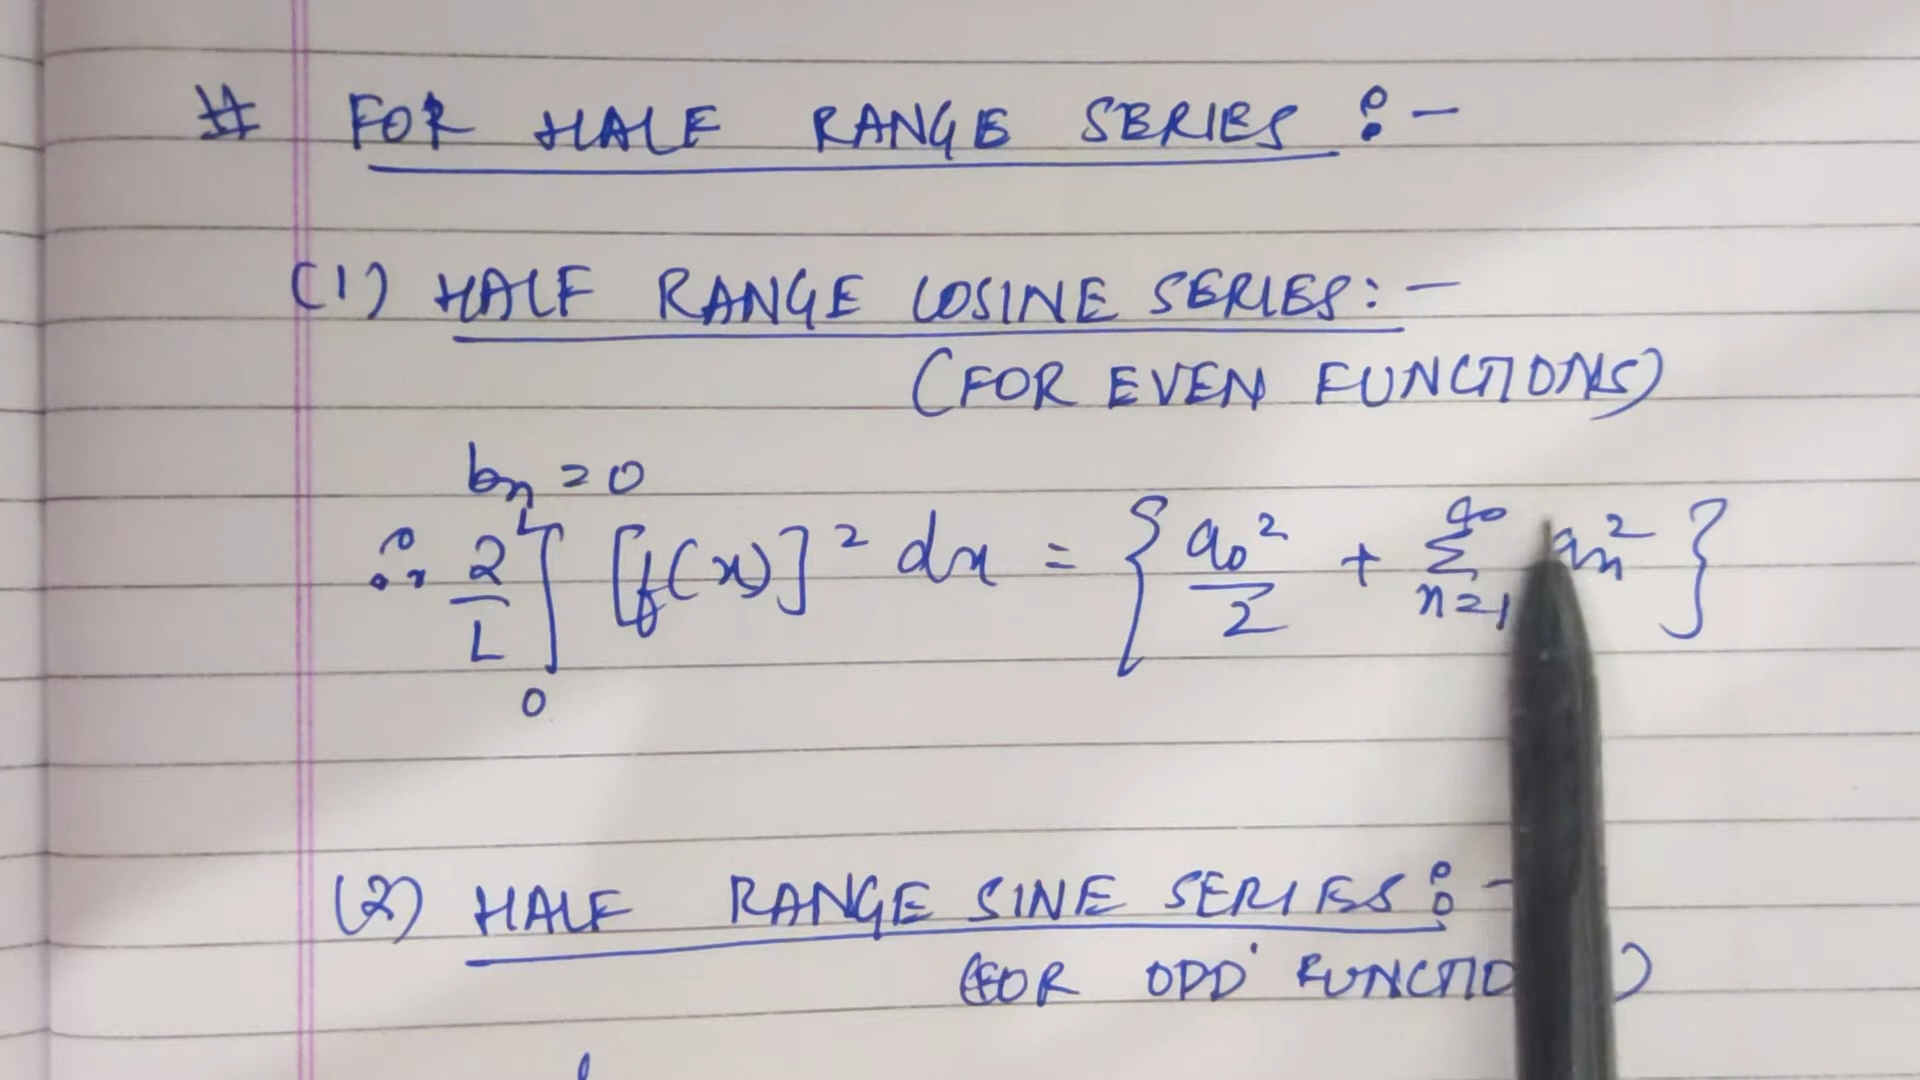 # FOR HALF RANGE SERIES :-
(1) HALF RANGE COSINE SERIES:-
(FOR EVEN FUNCTIONS)
bn = 0
∴ 2/L ∫₀ᴸ [f(x)]² dx = { a₀²/2 + ∑_{n=1}^∞ aₙ² }
(2) HALF RANGE SINE SERIES:-
(FOR ODD FUNCTIO )